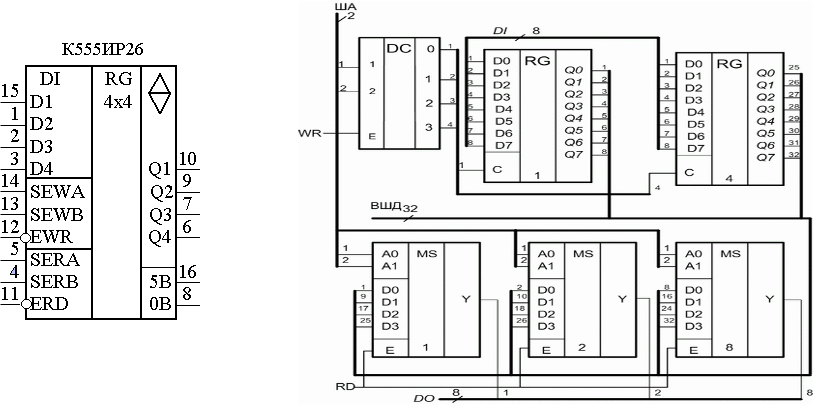 К555ИР26
DI RG
4x4
15 D1
1 D2
2 D3
3 D4
14 SEWA
13 SEWB
12 EWR
5 SERA
4 SERB
11 ERD
Q1 10
Q2 9
Q3 7
Q4 6
5В 16
0В 8
ША
2
DC
1 1
2 2
WR E
0 1
1 2
2 3
3 4
DI 8
RG
1 D0
2 D1
3 D2
4 D3
5 D4
6 D5
7 D6
8 D7
1 C
1
Q0 1
Q1 2
Q2 3
Q3 4
Q4 5
Q5 6
Q6 7
Q7 8
RG
1 D0
2 D1
3 D2
4 D3
5 D4
6 D5
7 D6
8 D7
4 C
4
Q0 25
Q1 26
Q2 27
Q3 28
Q4 29
Q5 30
Q6 31
Q7 32
ВШД 32
1 A0 MS
2 A1
1 D0
9 D1
17 D2
25 D3
Y
E 1
1 A0 MS
2 A1
2 D0
10 D1
18 D2
26 D3
Y
E 2
1 A0 MS
2 A1
8 D0
16 D1
24 D2
32 D3
Y
E 8
RD
DO 8
1
2
8